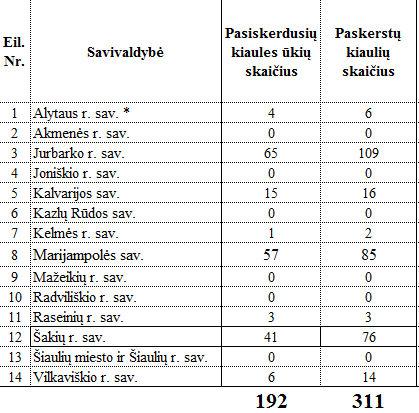 Eil. Nr. Savivaldybė Pasiskerdusių kiaules ūkių skaičius Paskerstų kiaulių skaičius
1 Alytaus r. sav. * 4 6
2 Akmenės r. sav. 0 0
3 Jurbarko r. sav. 65 109
4 Joniškio r. sav. 0 0
5 Kalvarijos sav. 15 16
6 Kazlų Rūdos sav. 0 0
7 Kelmės r. sav. 1 2
8 Marijampolės sav. 57 85
9 Mažeikių r. sav. 0 0
10 Radviliškio r. sav. 0 0
11 Raseinių r. sav. 3 3
12 Šakių r. sav. 41 76
13 Šiaulių miesto ir Šiaulių r. sav. 0 0
14 Vilkaviškio r. sav. 6 14
192 311